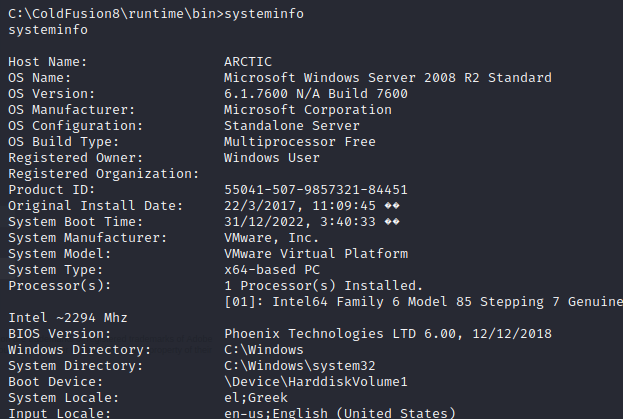 C:\ColdFusion8\runtime\bin>systeminfo
systeminfo
Host Name: ARCTIC
OS Name: Microsoft Windows Server 2008 R2 Standard
OS Version: 6.1.7600 N/A Build 7600
OS Manufacturer: Microsoft Corporation
OS Configuration: Standalone Server
OS Build Type: Multiprocessor Free
Registered Owner: Windows User
Registered Organization:
Product ID: 55041-507-9857321-84451
Original Install Date: 22/3/2017, 11:09:45 ��
System Boot Time: 31/12/2022, 3:40:33 ��
System Manufacturer: VMware, Inc.
System Model: VMware Virtual Platform
System Type: x64-based PC
Processor(s): 1 Processor(s) Installed.
[01]: Intel64 Family 6 Model 85 Stepping 7 Genuine
Intel ~2294 Mhz
BIOS Version: Phoenix Technologies LTD 6.00, 12/12/2018
Windows Directory: C:\Windows
System Directory: C:\Windows\system32
Boot Device: \Device\HarddiskVolume1
System Locale: el;Greek
Input Locale: en-us;English (United States)